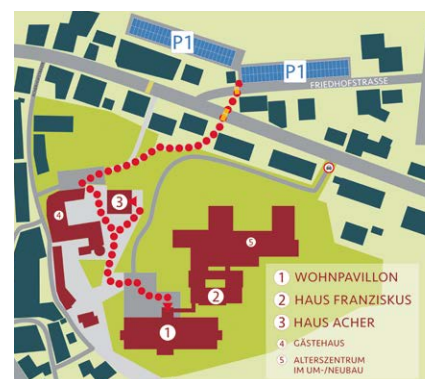 P1
P1
FRIEDHOFSTRASSE
3
4
5
2
1
1 WOHNPAVILLON
2 HAUS FRANZISKUS
3 HAUS ACHER
4 GÄSTEHAUS
5 ALTERSZENTRUM
IM UM-/NEUBAU